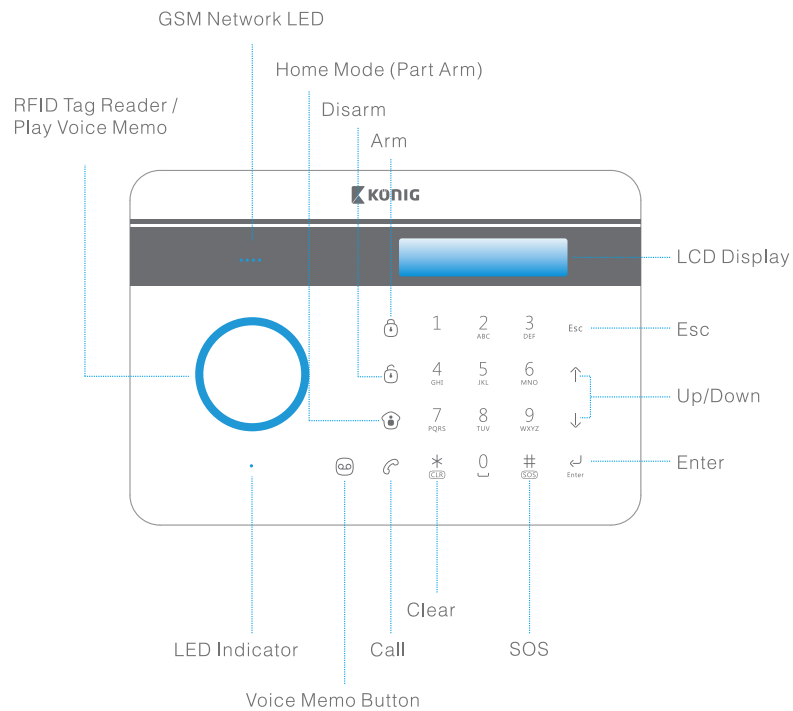 GSM Network LED
Home Mode (Part Arm)
RFID Tag Reader /
Play Voice Memo
Disarm
Arm
KÖNIG
LCD Display
1
2
ABC
3
DEF
Esc
Esc
4
GHI
5
JKL
6
MNO
Up/Down
7
PQRS
8
TUV
9
WXYZ
*
CLR
0
#
SOS
Enter
Enter
Clear
LED Indicator
Call
SOS
Voice Memo Button